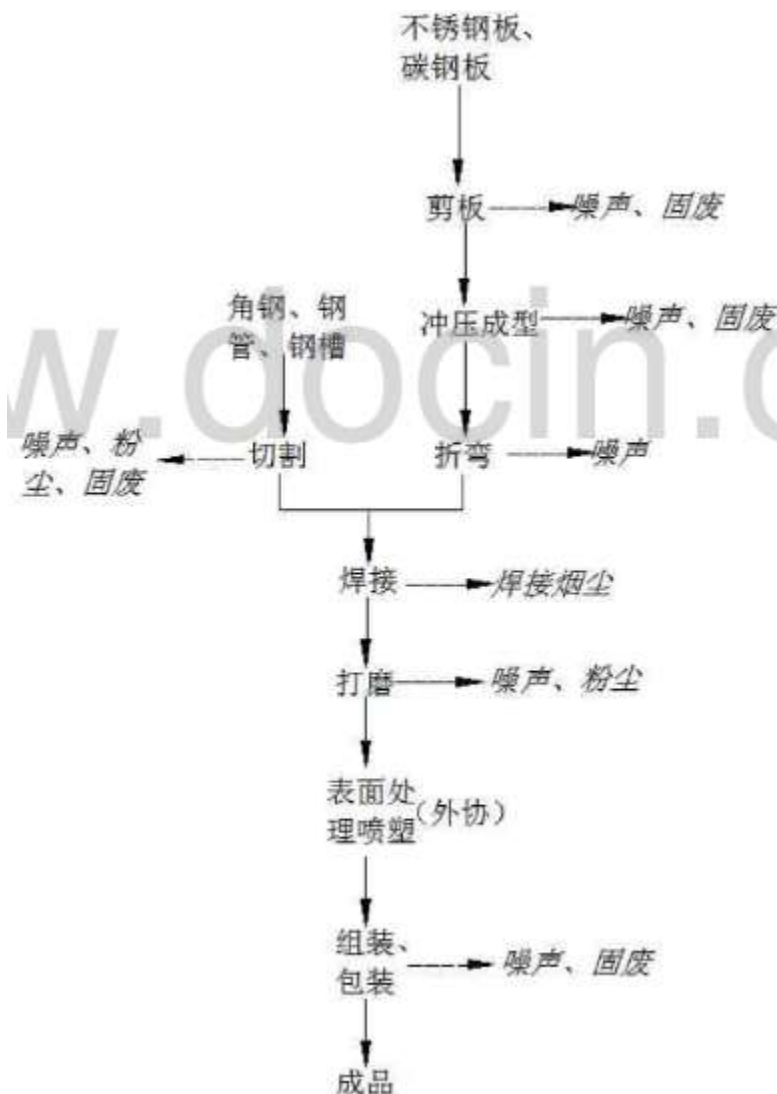 不锈钢板、
碳钢板
剪板
噪声、固废
角钢、钢
管、钢槽
冲压成型
噪声、固废
w.docin.c
噪声、粉
尘、固废
切割
折弯
噪声
焊接
焊接烟尘
打磨
噪声、粉尘
表面处
理喷塑
（外协）
组装、
包装
噪声、固废
成品